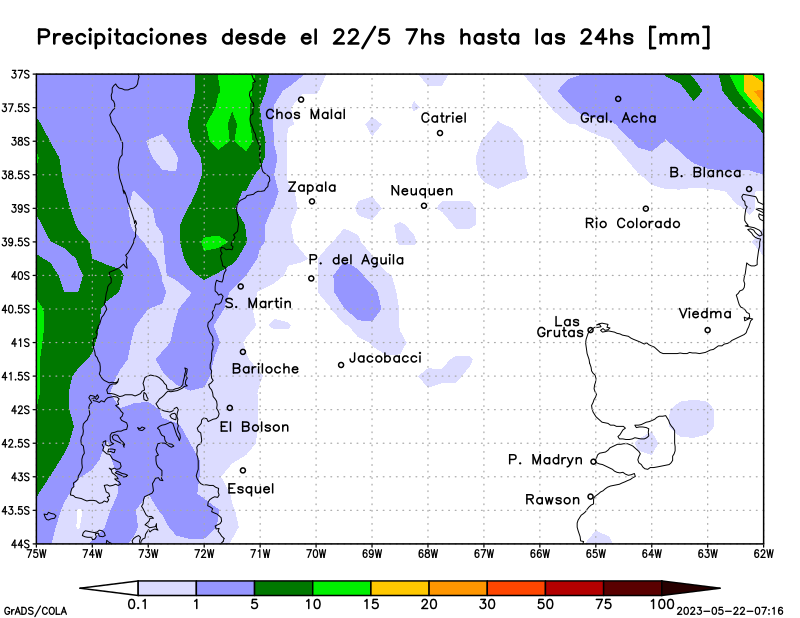 Precipitaciones desde el 22/5 7hs hasta las 24hs [mm]
37S
37.5S
38S
38.5S
39S
39.5S
40S
40.5S
41S
41.5S
42S
42.5S
43S
43.5S
44S
Chos Malal
Catriel
Gral. Acha
B. Blanca
Zapala
Neuquen
Rio Colorado
P. del Aguila
S. Martin
Viedma
Las
Grutas
Jacobacci
Bariloche
El Bolson
P. Madryn
Esquel
Rawson
75W 74W 73W 72W 71W 70W 69W 68W 67W 66W 65W 64W 63W 62W
0.1 1 5 10 15 20 30 50 75 100
GrADS/COLA
2023-05-22-07:16